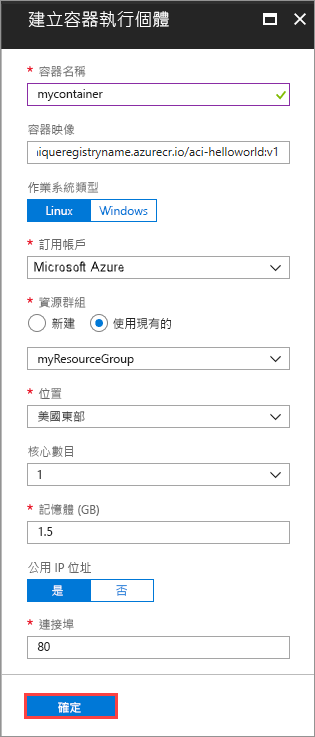 建立容器執行個體
* 容器名稱
mycontainer
容器映像
iqueregistryname.azurecr.io/aci-helloworld:v1
作業系統類型
Linux Windows
* 訂用帳戶
Microsoft Azure
* 資源群組
新建 使用現有的
myResourceGroup
* 位置
美國東部
核心數目
1
* 記憶體 (GB)
1.5
公用 IP 位址
是 否
* 連接埠
80
確定